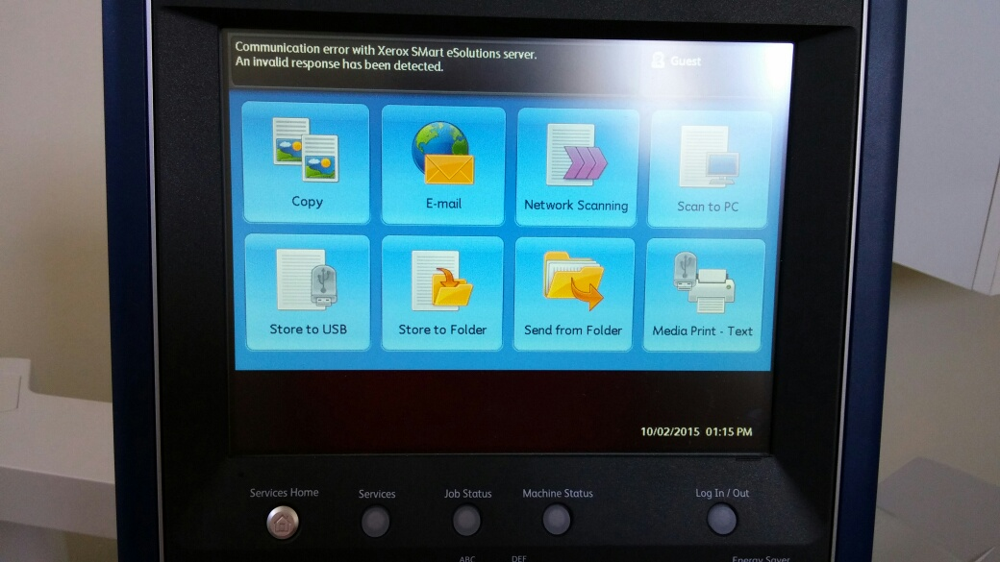 Communication error with Xerox SMart eSolutions server.
An invalid response has been detected.
Guest
Copy
E-mail
Network Scanning
Scan to PC
Store to USB
Store to Folder
Send from Folder
Media Print - Text
10/02/2015 01:15 PM
Services Home
Services
Job Status
Machine Status
Log In / Out
ABC
DEF
Energy Saver